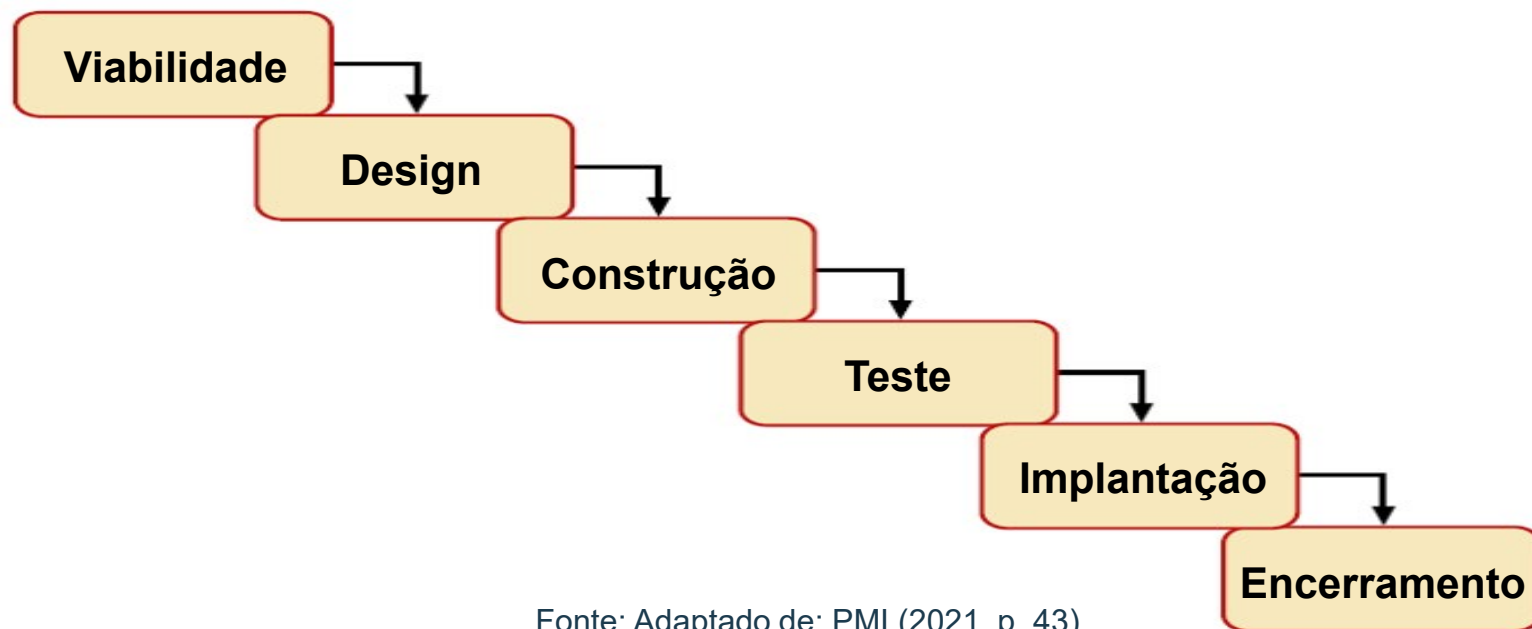 Viabilidade
Design
Construção
Teste
Implantação
Encerramento
Fonte: Adaptado de: PMI (2021, p. 43)